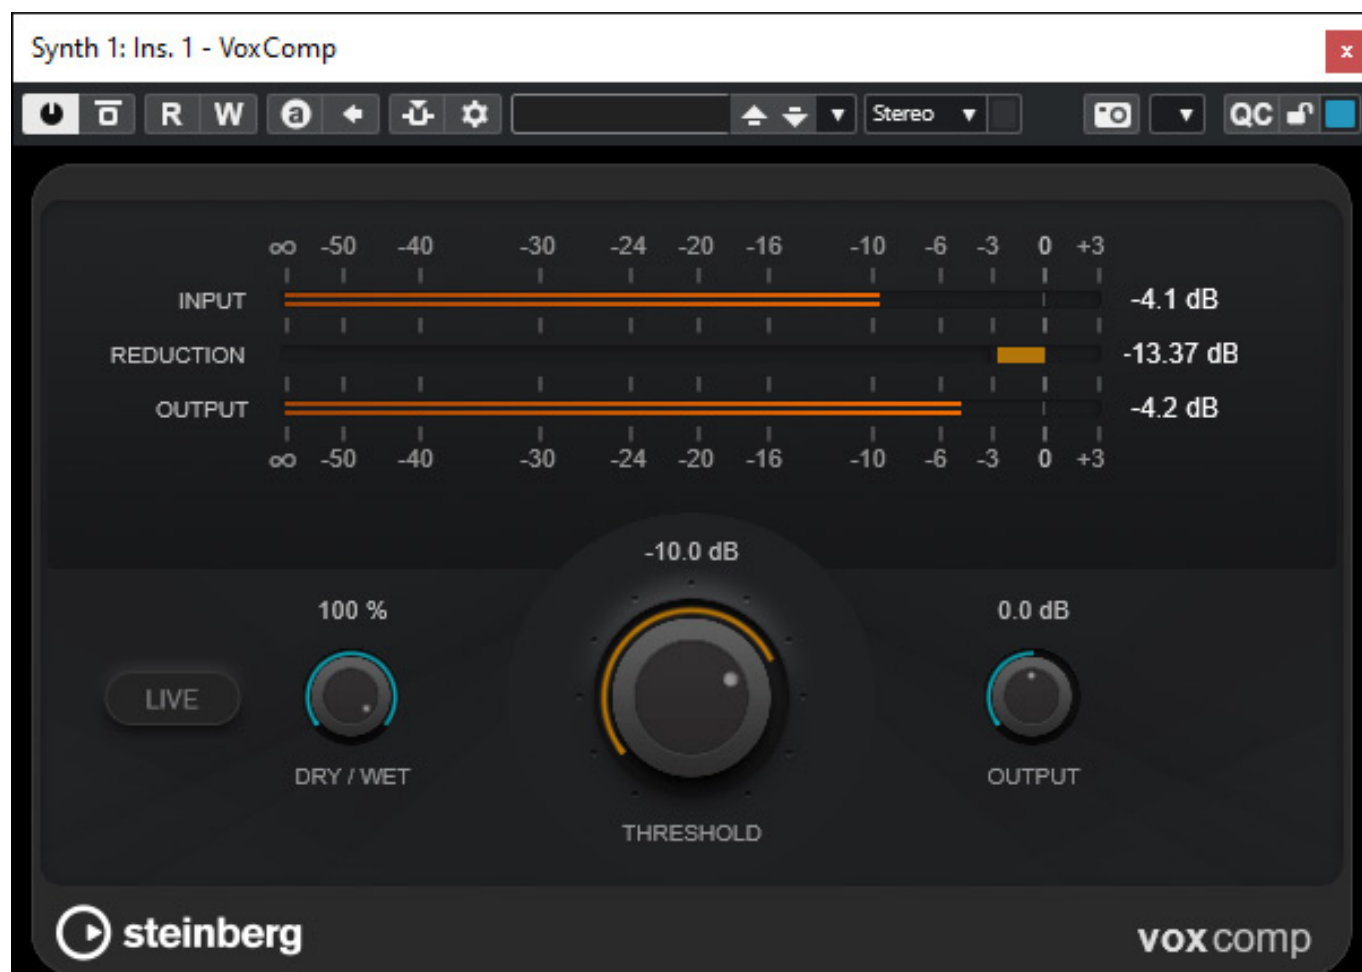 Synth 1: Ins. 1 - VoxComp
R W a Stereo QC
∞ -50 -40 -30 -24 -20 -16 -10 -6 -3 0 +3
INPUT -4.1 dB
REDUCTION -13.37 dB
OUTPUT -4.2 dB
∞ -50 -40 -30 -24 -20 -16 -10 -6 -3 0 +3
-10.0 dB
100 % 0.0 dB
LIVE
DRY / WET OUTPUT
THRESHOLD
steinberg voxcomp